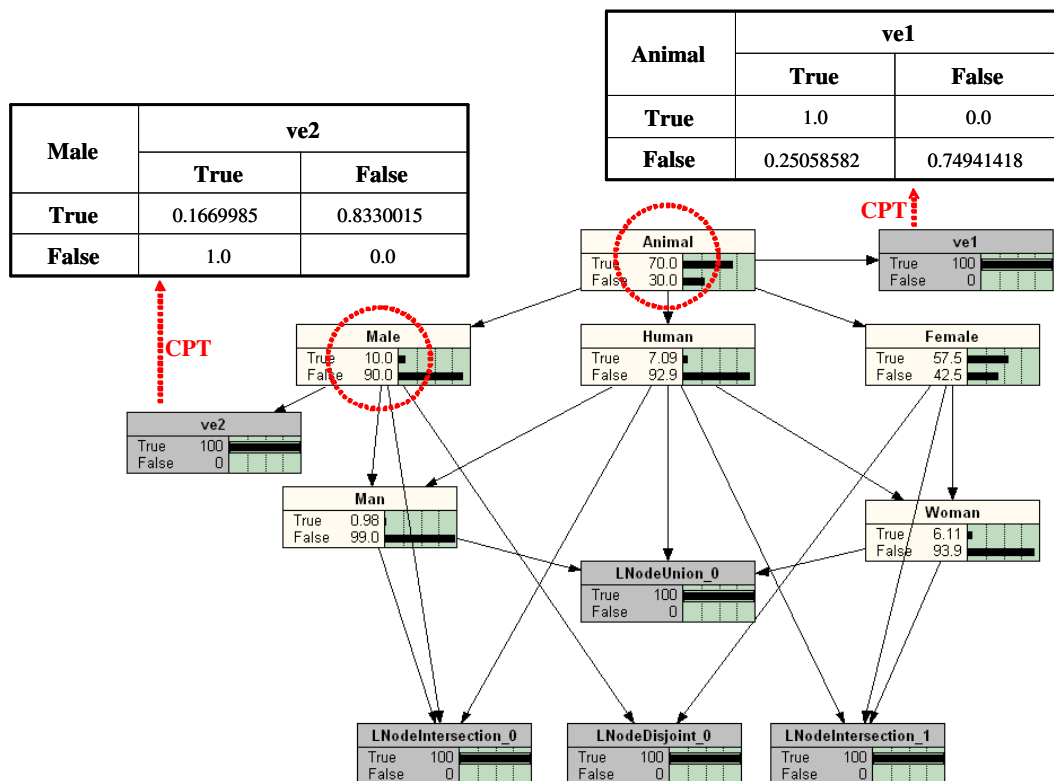 Animal
ve1
True False
True 1.0 0.0
False 0.25058582 0.74941418
Male
ve2
True False
True 0.1669985 0.8330015
False 1.0 0.0
CPT
CPT
Animal
True 70.0
False 30.0
ve1
True 100
False 0
Male
True 10.0
False 90.0
Human
True 7.09
False 92.9
Female
True 57.5
False 42.5
ve2
True 100
False 0
Man
True 0.98
False 99.0
Woman
True 6.11
False 93.9
LNodeUnion_0
True 100
False 0
LNodeIntersection_0
True 100
False 0
LNodeDisjoint_0
True 100
False 0
LNodeIntersection_1
True 100
False 0